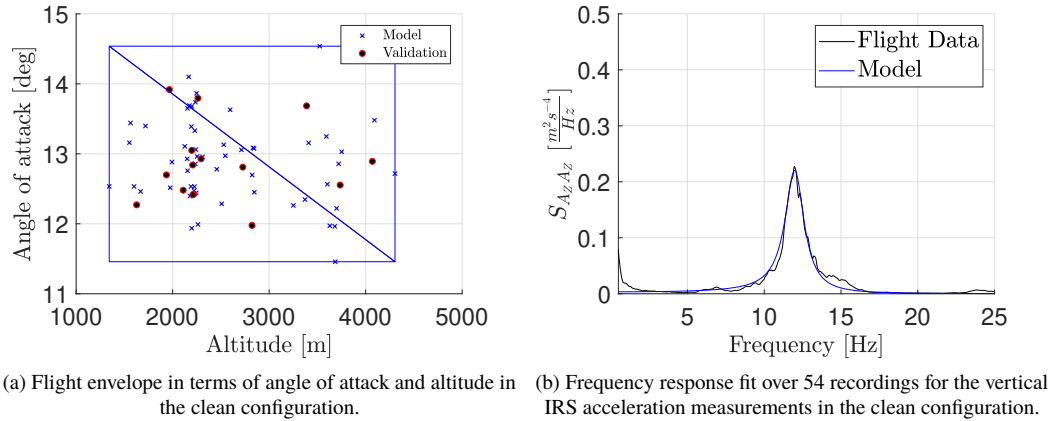 15
14
13
12
11
Angle of attack [deg]
1000
2000
3000
4000
5000
Altitude [m]
Model
Validation
0.5
0.4
0.3
0.2
0.1
0
S_{A_Z A_Z} [\frac{m^2 s^{-4}}{Hz}]
5
10
15
20
25
Frequency [Hz]
Flight Data
Model
(a) Flight envelope in terms of angle of attack and altitude in
the clean configuration.
(b) Frequency response fit over 54 recordings for the vertical
IRS acceleration measurements in the clean configuration.